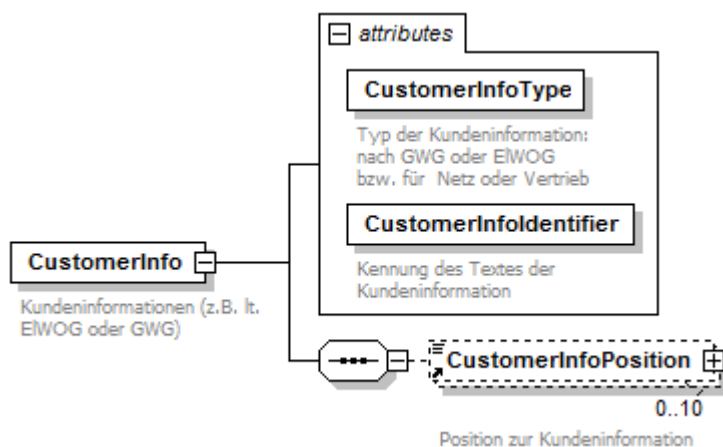 attributes
CustomerInfoType
Typ der Kundeninformation:
nach GWG oder ElWOG
bzw. für Netz oder Vertrieb
CustomerInfoIdentifier
Kennung des Textes der
Kundeninformation
CustomerInfo
Kundeninformationen (z.B. lt.
ElWOG oder GWG)
CustomerInfoPosition
0..10
Position zur Kundeninformation